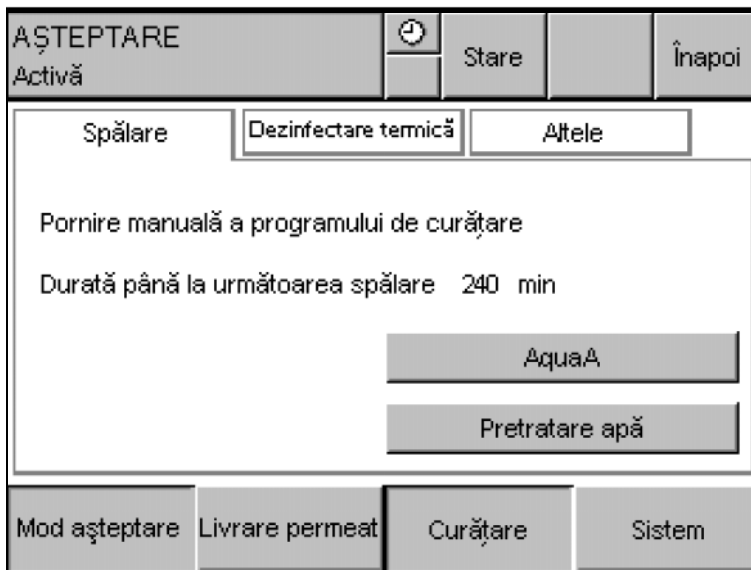 AȘTEPTARE
Activă
Stare
Înapoi
Spălare
Dezinfectare termică
Altele
Pornire manuală a programului de curățare
Durată până la următoarea spălare 240 min
AquaA
Pretratare apă
Mod așteptare
Livrare permeat
Curățare
Sistem